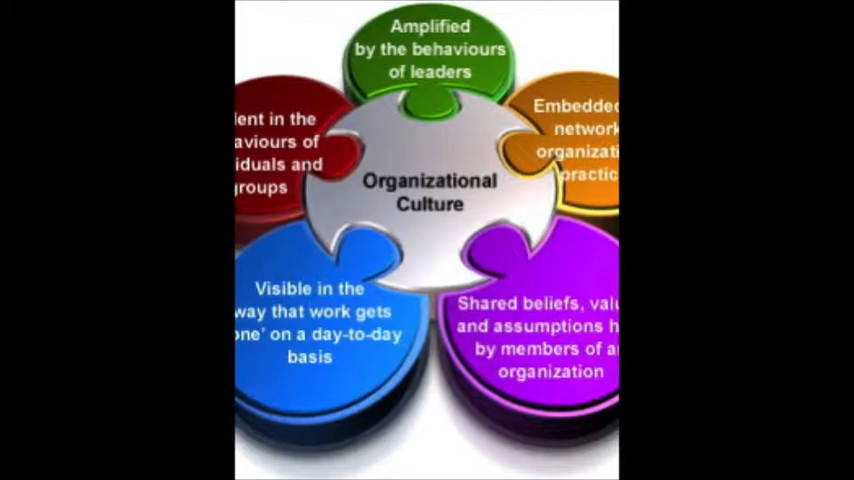 Amplified
by the behaviours
of leaders
Embedded
network
organizati
practic
Shared beliefs, valu
and assumptions h
by members of a
organization
Visible in the
way that work gets
one’ on a day-to-day
basis
lent in the
aviours of
iduals and
groups
Organizational
Culture